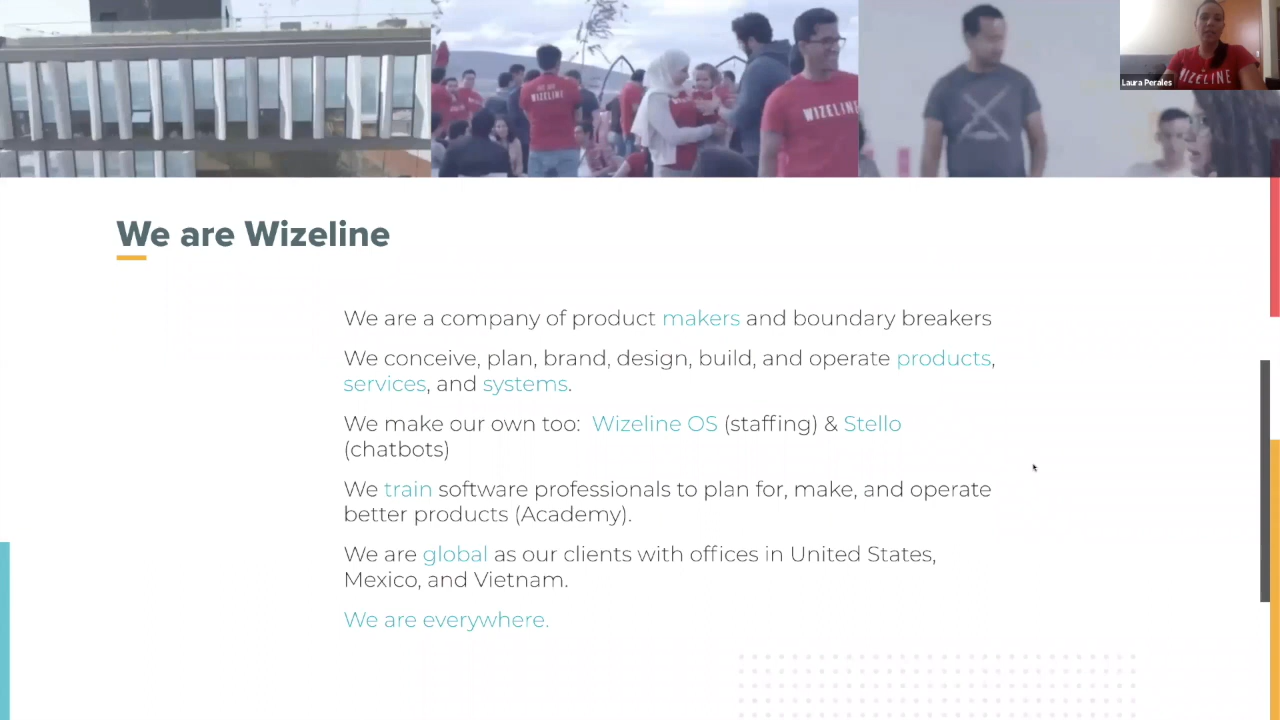 WE ARE
WIZELINE
WIZELINE
WIZELINE
Laura Perales
We are Wizeline
We are a company of product makers and boundary breakers
We conceive, plan, brand, design, build, and operate products,
services, and systems.
We make our own too: Wizeline OS (staffing) & Stello
(chatbots)
We train software professionals to plan for, make, and operate
better products (Academy).
We are global as our clients with offices in United States,
Mexico, and Vietnam.
We are everywhere.